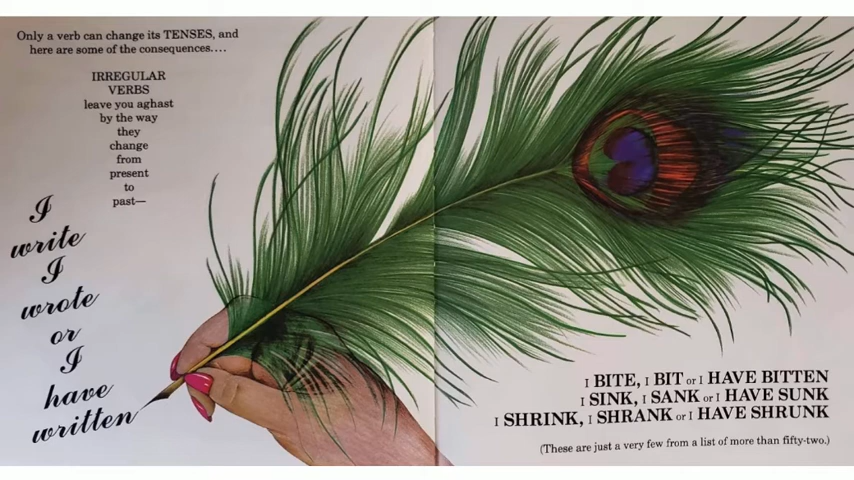 Only a verb can change its TENSES, and
here are some of the consequences....
IRREGULAR
VERBS
leave you aghast
by the way
they
change
from
present
to
past—
I
write
I
wrote
or
I
have
written
I BITE, I BIT or I HAVE BITTEN
I SINK, I SANK or I HAVE SUNK
I SHRINK, I SHRANK or I HAVE SHRUNK
(These are just a very few from a list of more than fifty-two.)